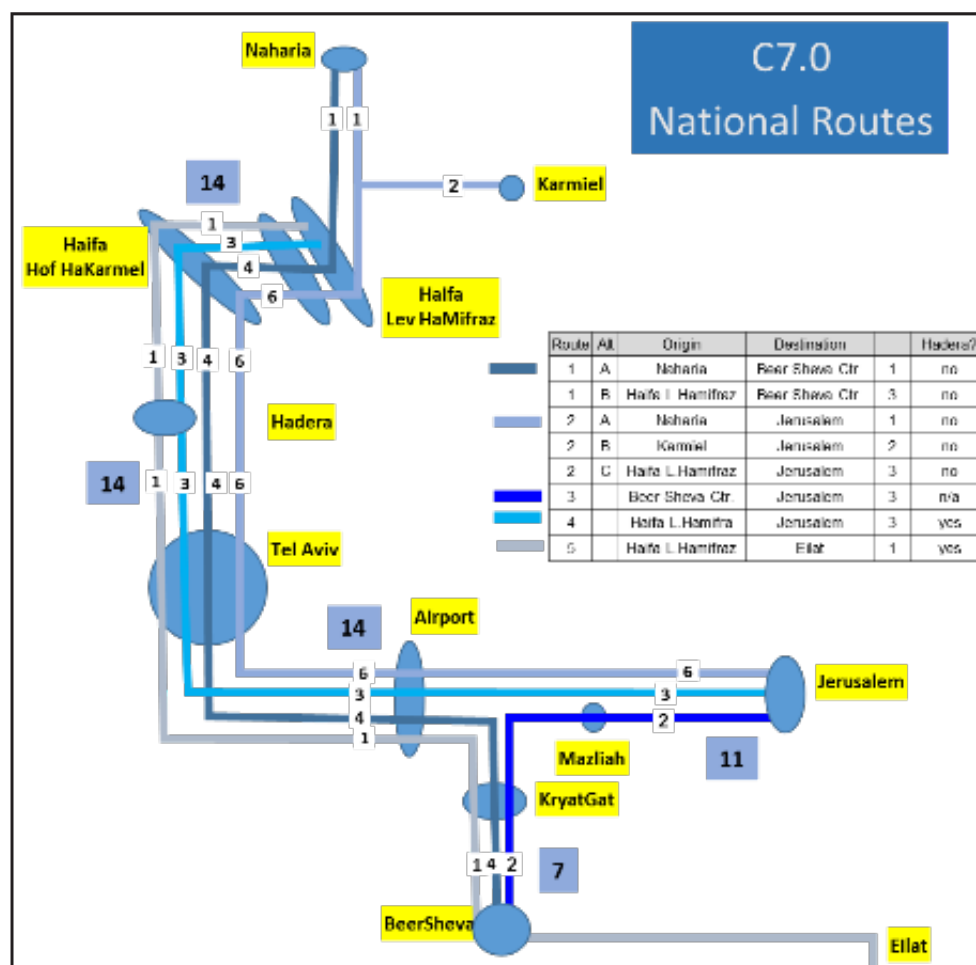 C7.0
National Routes
Naharia
1 1
14
2
Karmiel
1
3
4
6
Haifa
Hof HaKarmel
Haifa
Lev HaMifraz
1 3 4 6
Hadera
14
1 3 4 6
Tel Aviv
14
Airport
6 6
3 3
4 2
1
Jerusalem
Mazliah
11
KryatGat
1 4 2
7
BeerSheva
Eilat
Route Alt Origin Destination Hadera?
1 A Naharia Beer Sheva Ctr 1 no
1 B Haifa L Hamifraz Beer Sheva Ctr 3 no
2 A Naharia Jerusalem 1 no
2 B Karmiel Jerusalem 2 no
2 C Haifa L.Hamifraz Jerusalem 3 no
3 Beer Sheva Ctr. Jerusalem 3 n/a
4 Haifa L.Hamifra Jerusalem 3 yes
5 Haifa L Hamifraz Eilat 1 yes